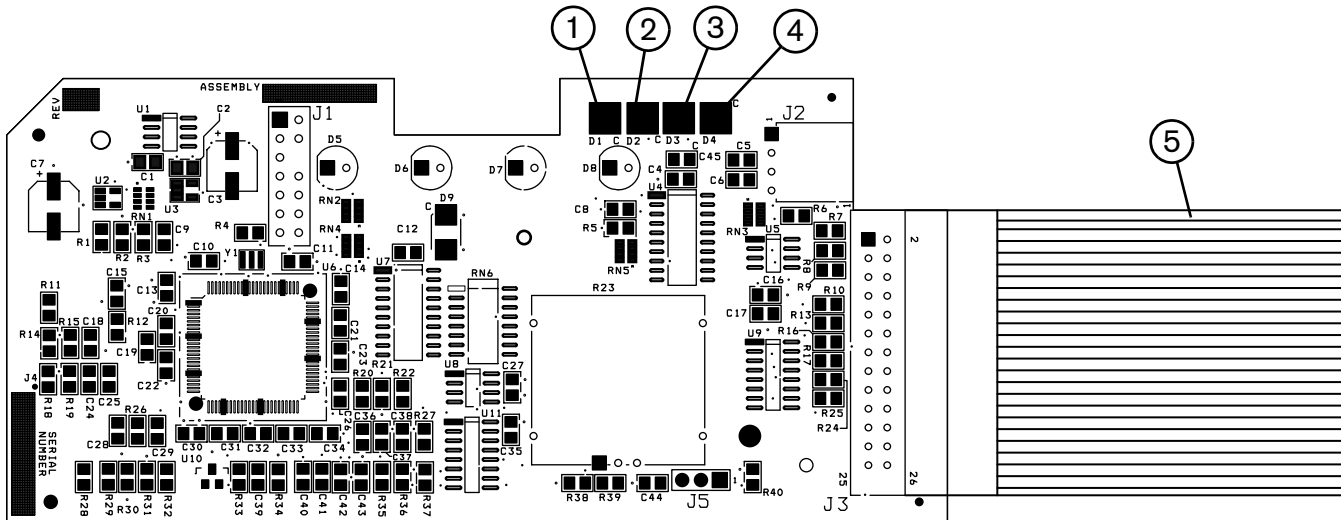 1 2 3 4
5
ASSEMBLY
REV
U1 C2 J1 J2
D1 C D2 C D3 C D4 C
1
C7 + + D5 D6 D7 D8
C1 U2 U3 C3
C4 C45 C5 C6
RN1 RN2 D9 C U4
R1 R2 R3 C9 R4 RN4
C8 R5 RN5 RN3 U5 R6 R7
1
C10 Y1 C11 C12
U6 C14 U7 RN6 R23
R8 R9 R10
2
C15 C13 C16 C17
R11 R12 C20 C21
R14 R15 C18 C19 C22 C23
R13 R16 R17 U9
J4 R18 R19 C24 C25
R20 R21 R22 U8 C27
R25 R24
C26 C36 C38 R27 U11 C35
C37
R26 C28 C29
C30 C31 C32 C33 C34
U10
SERIAL
NUMBER
R28 R29 R30 R31 R32
R33 C39 R34 C40 C41 C42 C43 R35 R36 R37
R38 R39 C44 J5 1 R40
25 26
J3